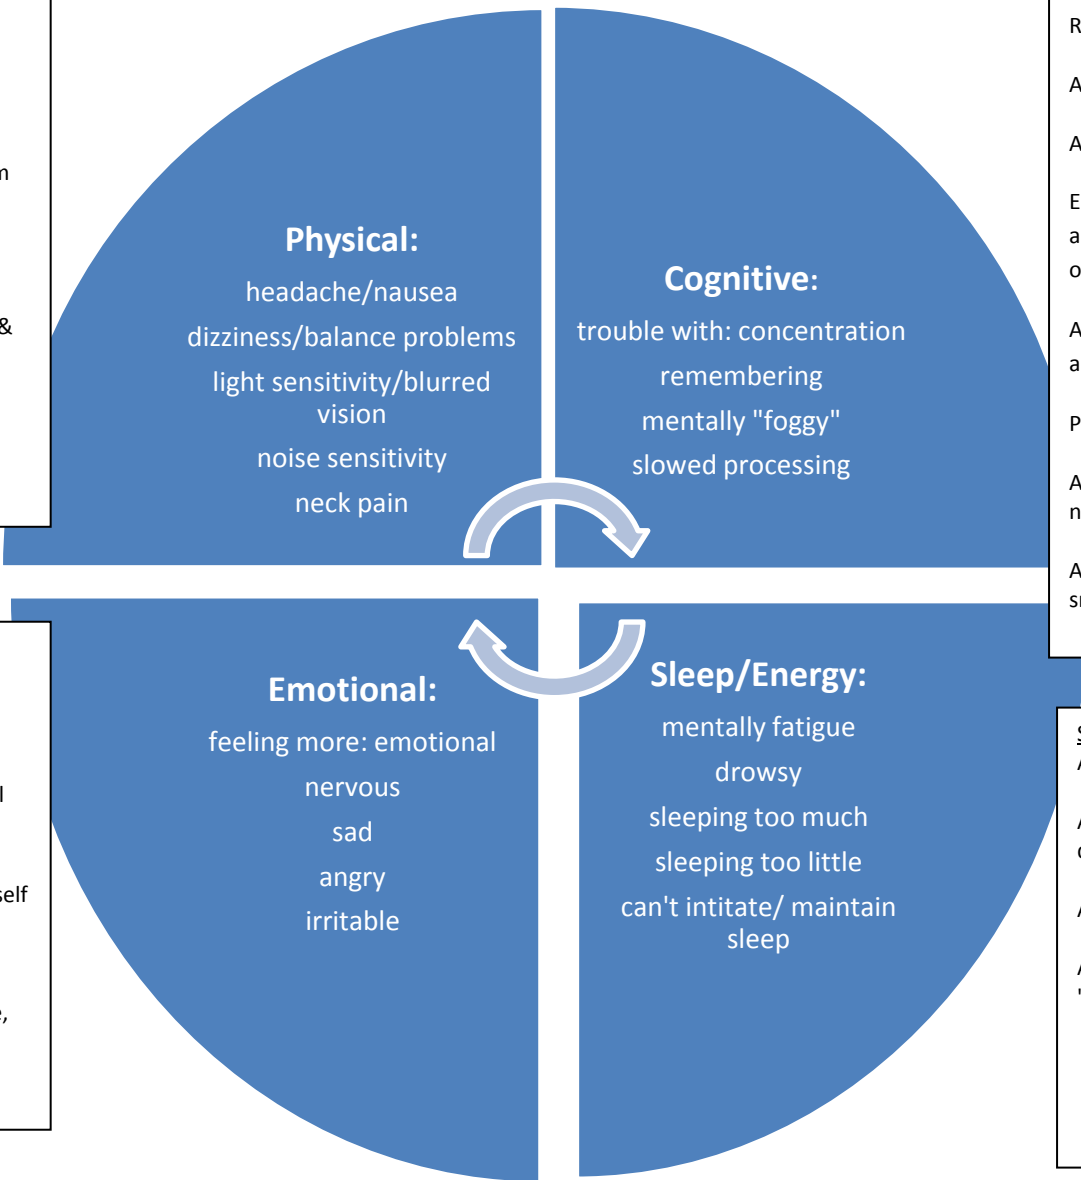 m
&
Physical:
headache/nausea
dizziness/balance problems
light sensitivity/blurred
vision
noise sensitivity
neck pain
Cognitive:
trouble with: concentration
remembering
mentally "foggy"
slowed processing
R
A
A
E
a
o
A
a
P
A
n
A
Emotional:
feeling more: emotional
nervous
sad
angry
irritable
Sleep/Energy:
mentally fatigue
drowsy
sleeping too much
sleeping too little
can't intitate/ maintain
sleep
l
self
e,
S
A
A
A
A